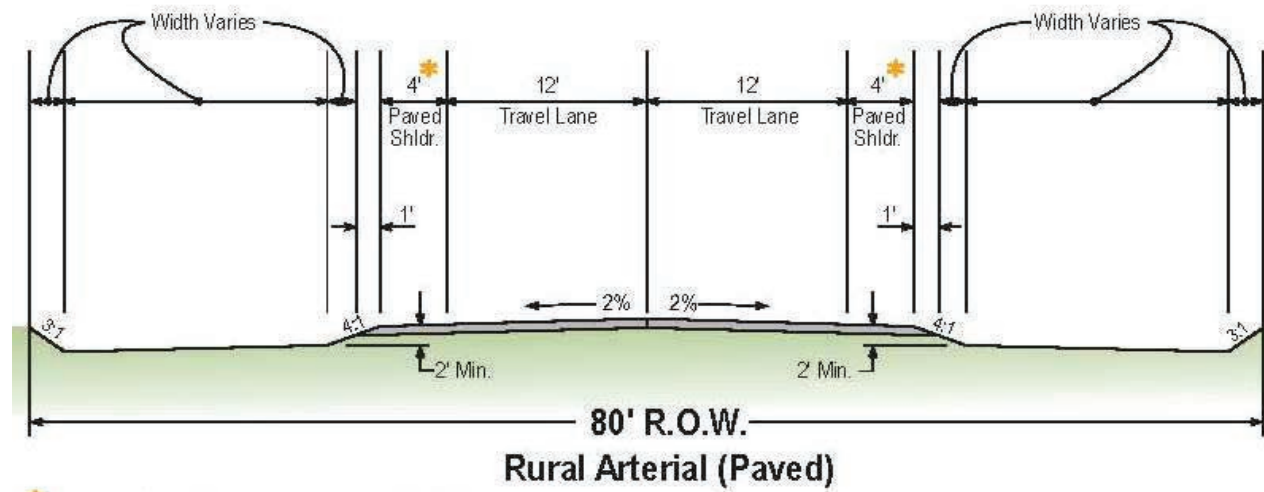 Width Varies
Width Varies
4' *
12'
12'
4' *
Paved
Shldr.
Travel Lane
Travel Lane
Paved
Shldr.
1'
1'
2%
2%
3:1
4:1
4:1
3:1
2' Min.
2' Min.
80' R.O.W.
Rural Arterial (Paved)